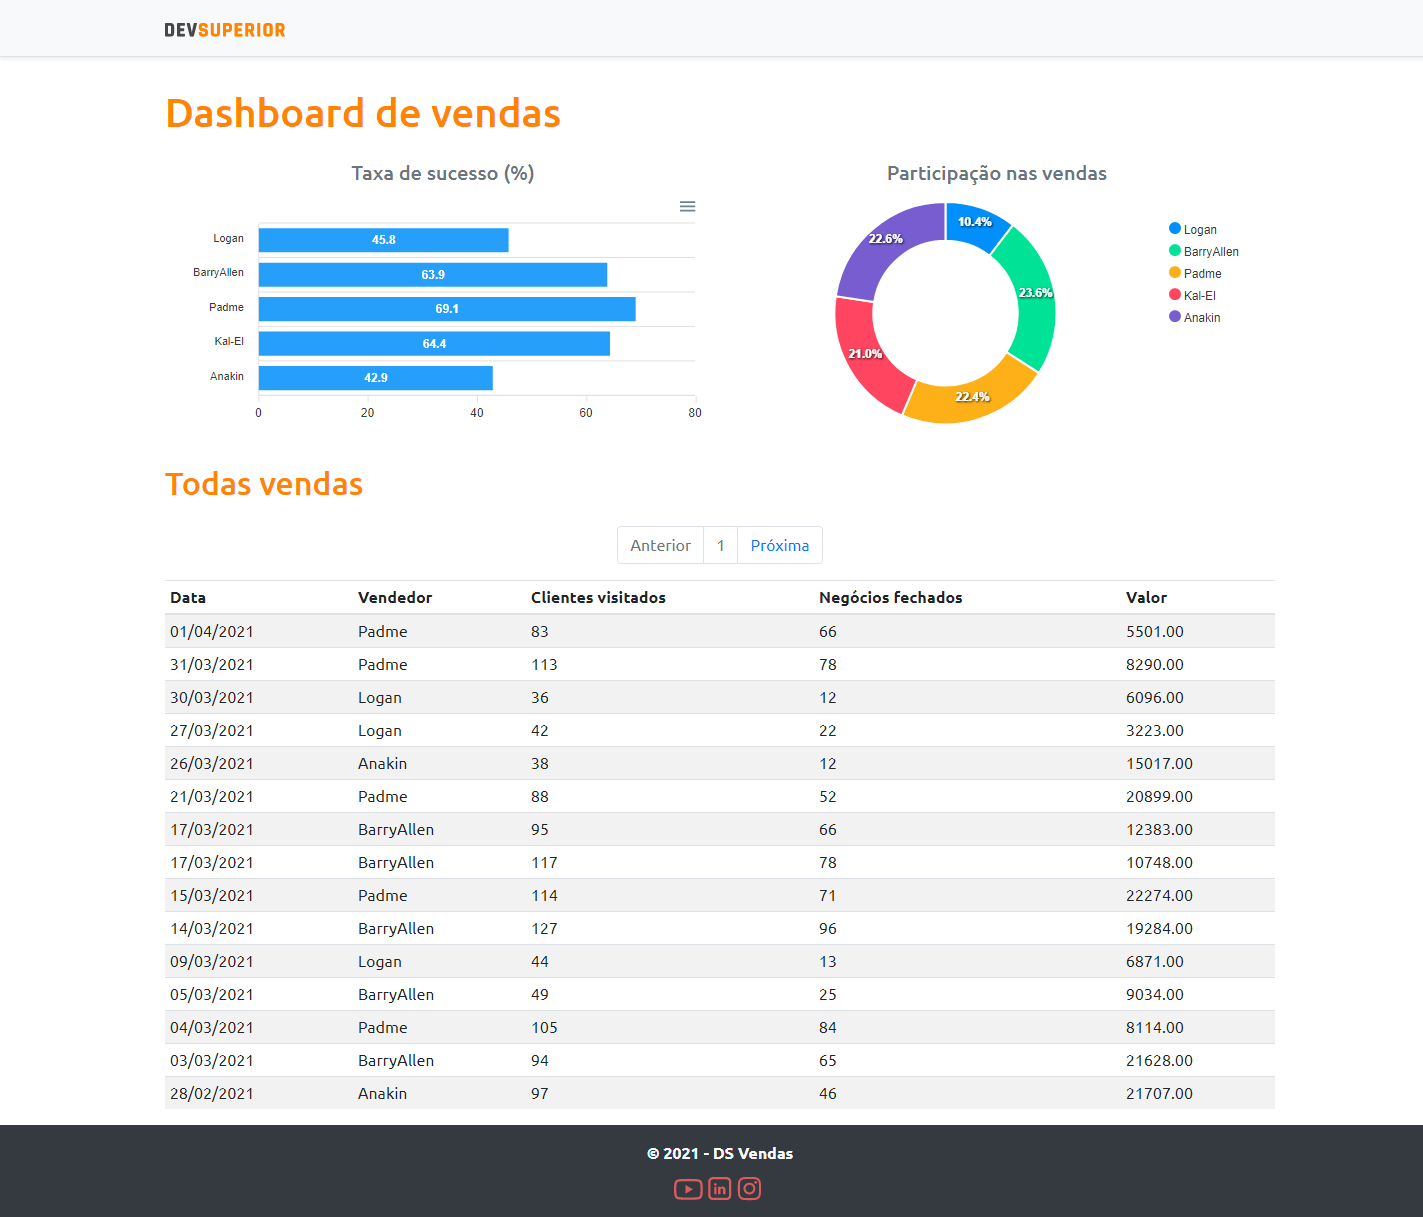 DEVSUPERIOR
Dashboard de vendas
Taxa de sucesso (%)
Logan 45.8
BarryAllen 63.9
Padme 69.1
Kal-El 64.4
Anakin 42.9
0 20 40 60 80
Participação nas vendas
10.4%
23.6%
22.4%
21.0%
22.6%
Logan
BarryAllen
Padme
Kal-El
Anakin
Todas vendas
Anterior 1 Próxima
Data Vendedor Clientes visitados Negócios fechados Valor
01/04/2021 Padme 83 66 5501.00
31/03/2021 Padme 113 78 8290.00
30/03/2021 Logan 36 12 6096.00
27/03/2021 Logan 42 22 3223.00
26/03/2021 Anakin 38 12 15017.00
21/03/2021 Padme 88 52 20899.00
17/03/2021 BarryAllen 95 66 12383.00
17/03/2021 BarryAllen 117 78 10748.00
15/03/2021 Padme 114 71 22274.00
14/03/2021 BarryAllen 127 96 19284.00
09/03/2021 Logan 44 13 6871.00
05/03/2021 BarryAllen 49 25 9034.00
04/03/2021 Padme 105 84 8114.00
03/03/2021 BarryAllen 94 65 21628.00
28/02/2021 Anakin 97 46 21707.00
© 2021 - DS Vendas
in